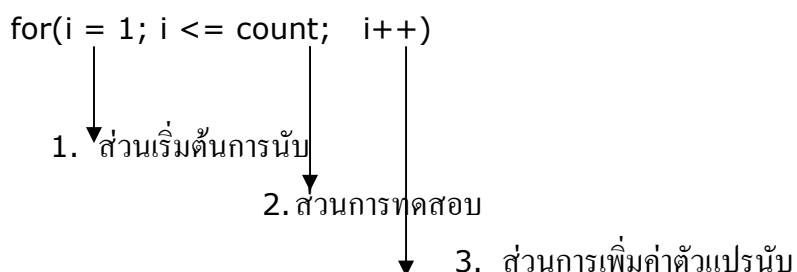 for(i = 1; i <= count; i++)
1. ส่วนเริ่มต้นการนับ
2. ส่วนการทดสอบ
3. ส่วนการเพิ่มค่าตัวแปรนับ